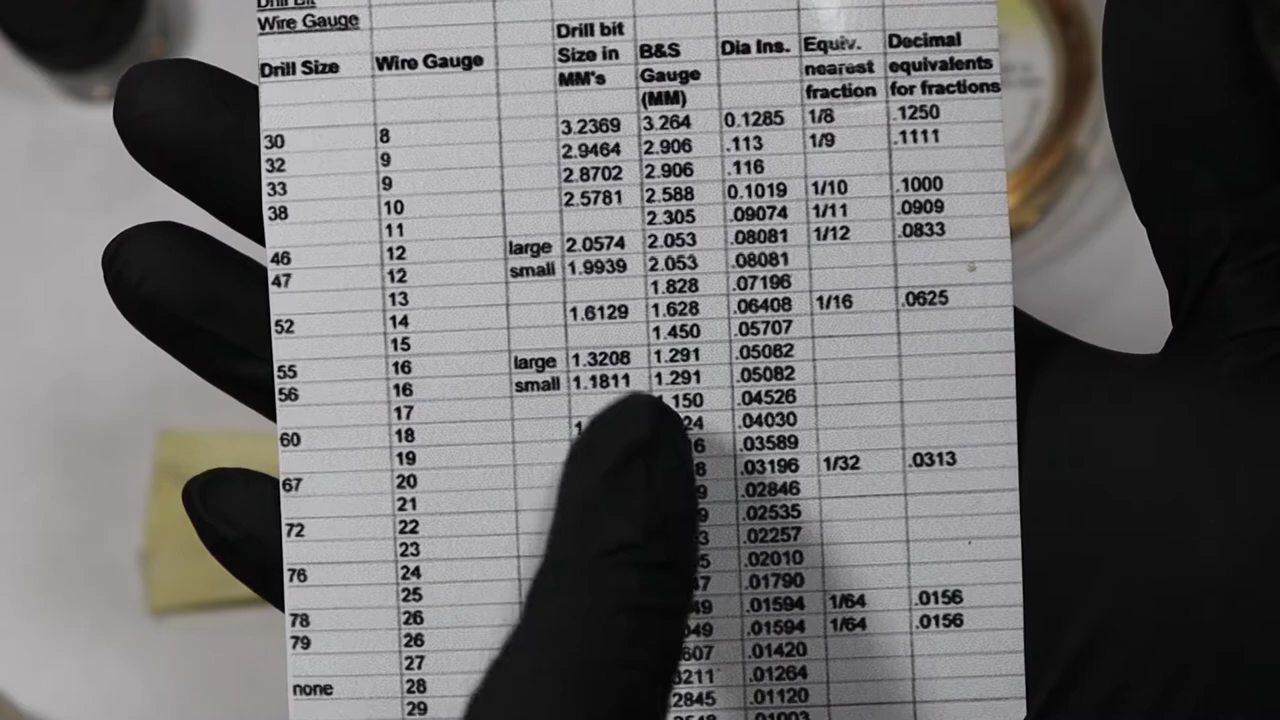 Wire Gauge
Drill Size Wire Gauge Drill bit Size in MM's B&S Gauge (MM) Dia Ins. Equiv. nearest fraction Decimal equivalents for fractions
30 8 3.2369 3.264 0.1285 1/8 .1250
32 9 2.9464 2.906 .113 1/9 .1111
33 9 2.8702 2.906 .116
38 10 2.5781 2.588 0.1019 1/10 .1000
11 2.305 .09074 1/11 .0909
46 12 large 2.0574 2.053 .08081 1/12 .0833
47 12 small 1.9939 2.053 .08081
13 1.828 .07196
52 14 1.6129 1.628 .06408 1/16 .0625
15 1.450 .05707
55 16 large 1.3208 1.291 .05082
56 16 small 1.1811 1.291 .05082
17 .04526
60 18 .04030
19 .03589
67 20 .03196 1/32 .0313
21 .02846
72 22 .02535
23 .02257
76 24 .02010
25 .01790
78 26 .01594 1/64 .0156
79 26 .01594 1/64 .0156
27 .01420
none 28 .01264
29 .01120